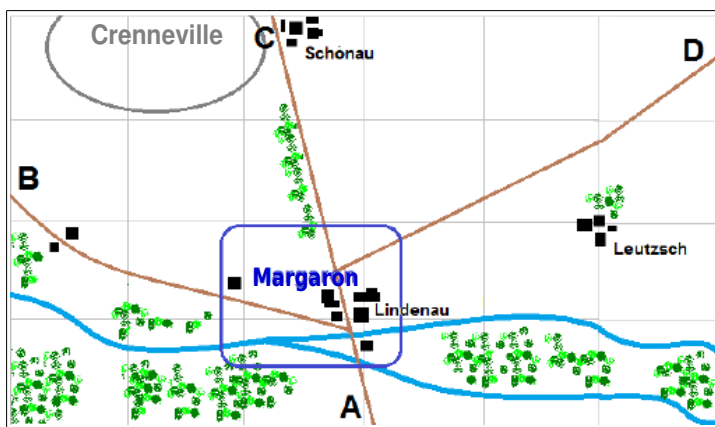 Crenneville
C
Schönau
D
B
Leutzsch
Margaron
Lindenau
A